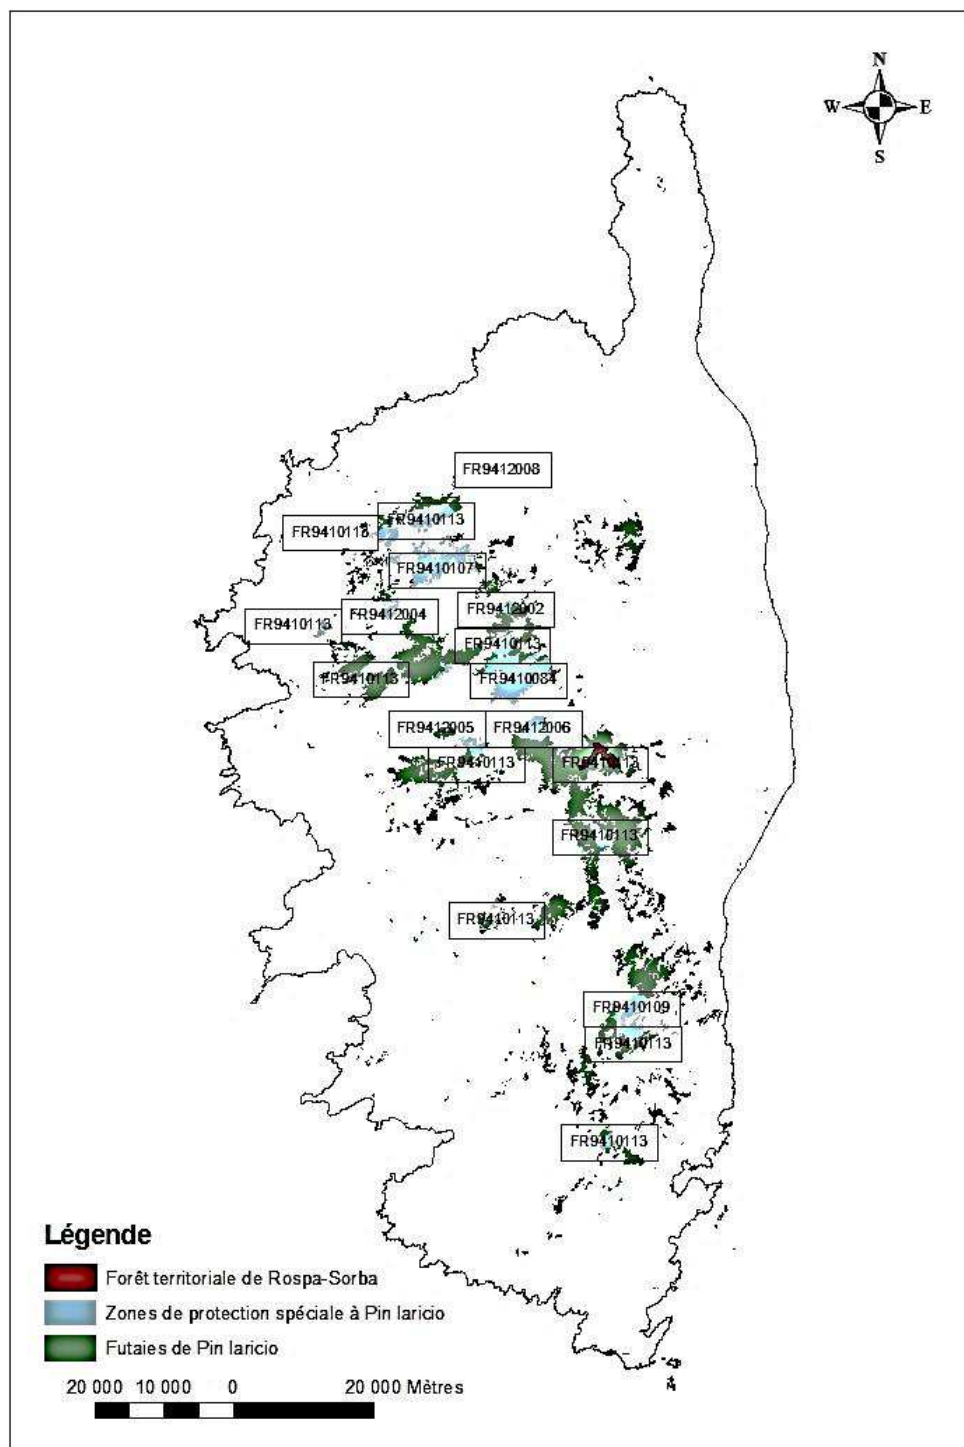 N
W E
S
FR9412008
FR9410113
FR9410113
FR9410107
FR9412002
FR9412004
FR9410113
FR9410113
FR9410113
FR9410084
FR9412005 FR9412006
FR9410113 FR9410113
FR9410113
FR9410113
FR9410109
FR9410113
FR9410113
Légende
Forêt territoriale de Rospa-Sorba
Zones de protection spéciale à Pin laricio
Futaies de Pin laricio
20 000 10 000 0 20 000 Mètres